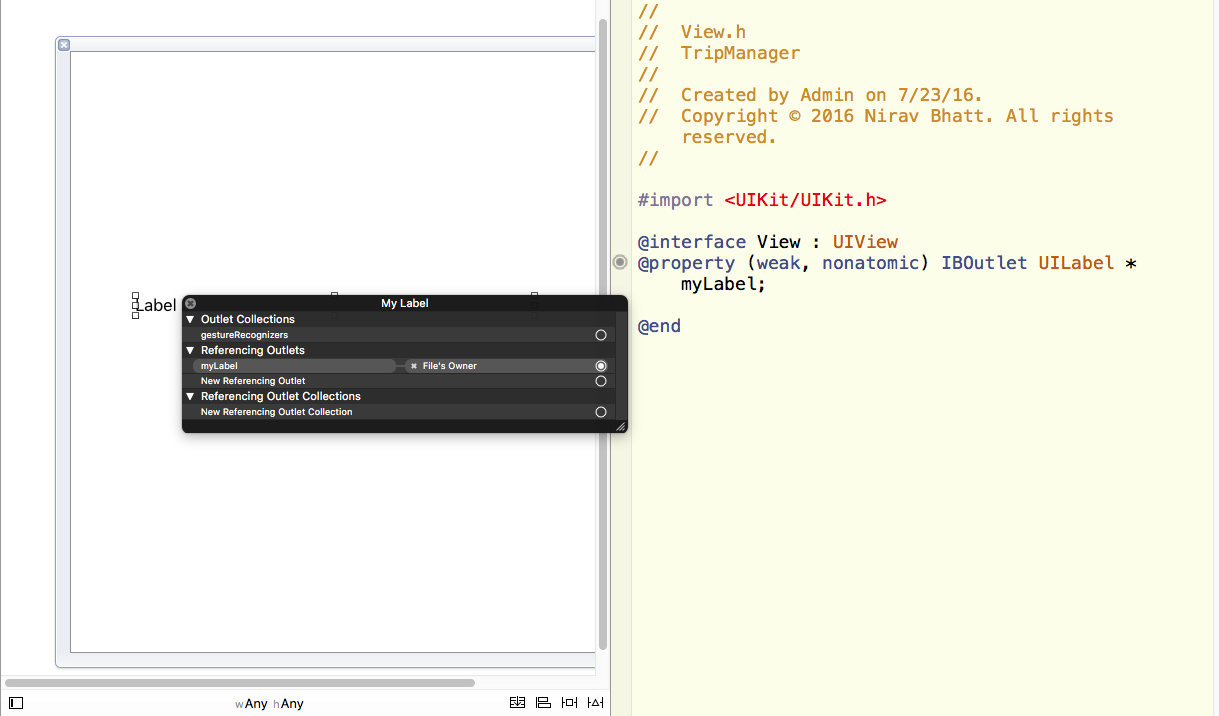 //
//  View.h
//  TripManager
//
//  Created by Admin on 7/23/16.
//  Copyright © 2016 Nirav Bhatt. All rights
reserved.
//
#import <UIKit/UIKit.h>
@interface View : UIView
@property (weak, nonatomic) IBOutlet UILabel *
myLabel;
@end
Label
My Label
Outlet Collections
gestureRecognizers
Referencing Outlets
myLabel
File's Owner
New Referencing Outlet
Referencing Outlet Collections
New Referencing Outlet Collection
wAny hAny